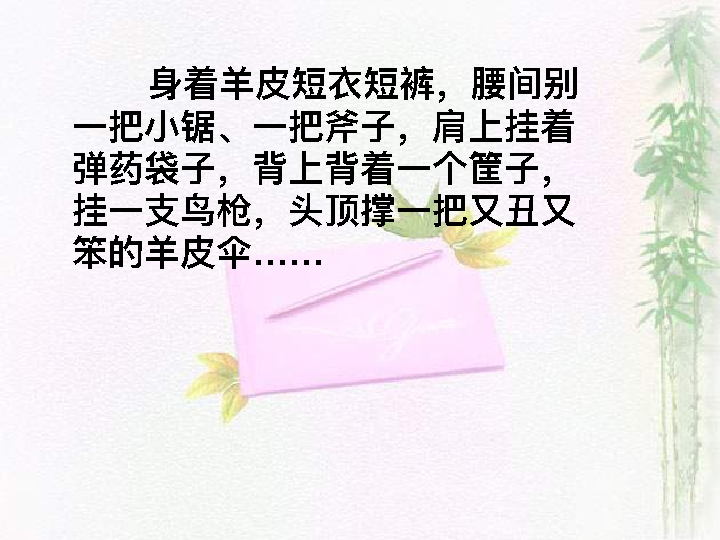 身着羊皮短衣短裤，腰间别
一把小锯、一把斧子，肩上挂着
弹药袋子，背上背着一个筐子，
挂一支鸟枪，头顶撑一把又丑又
笨的羊皮伞……